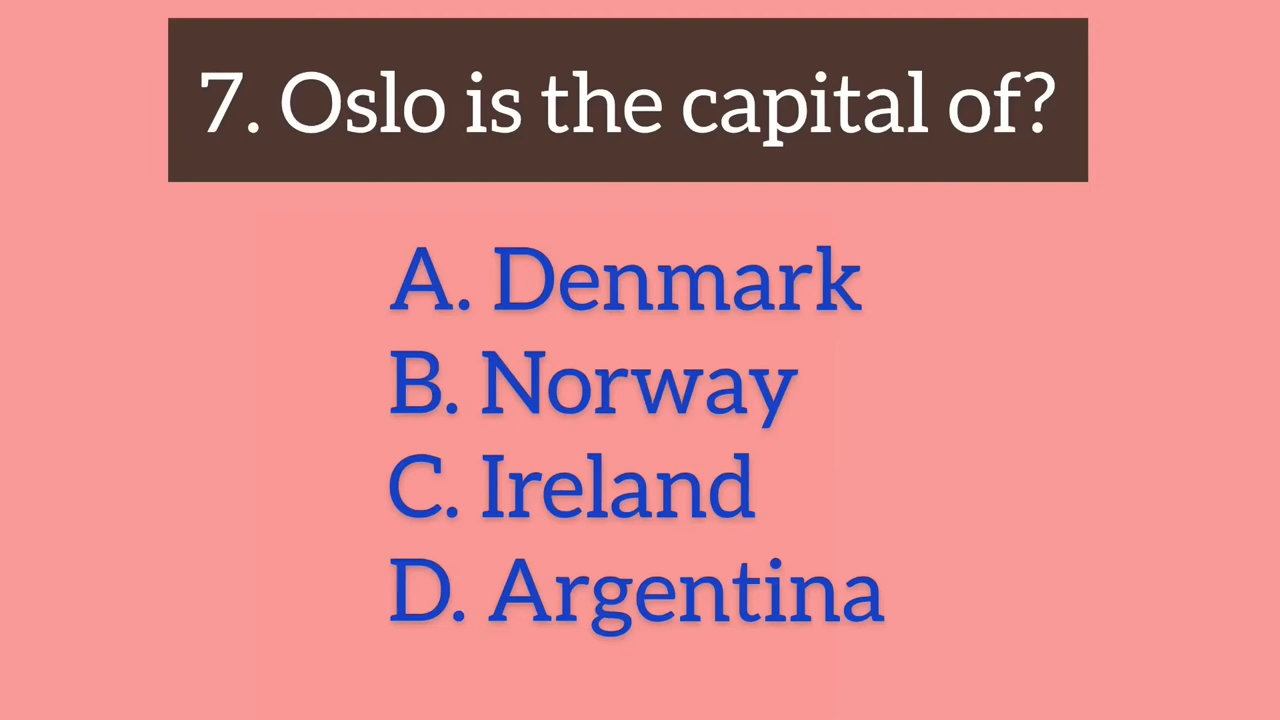 7. Oslo is the capital of?
A. Denmark
B. Norway
C. Ireland
D. Argentina